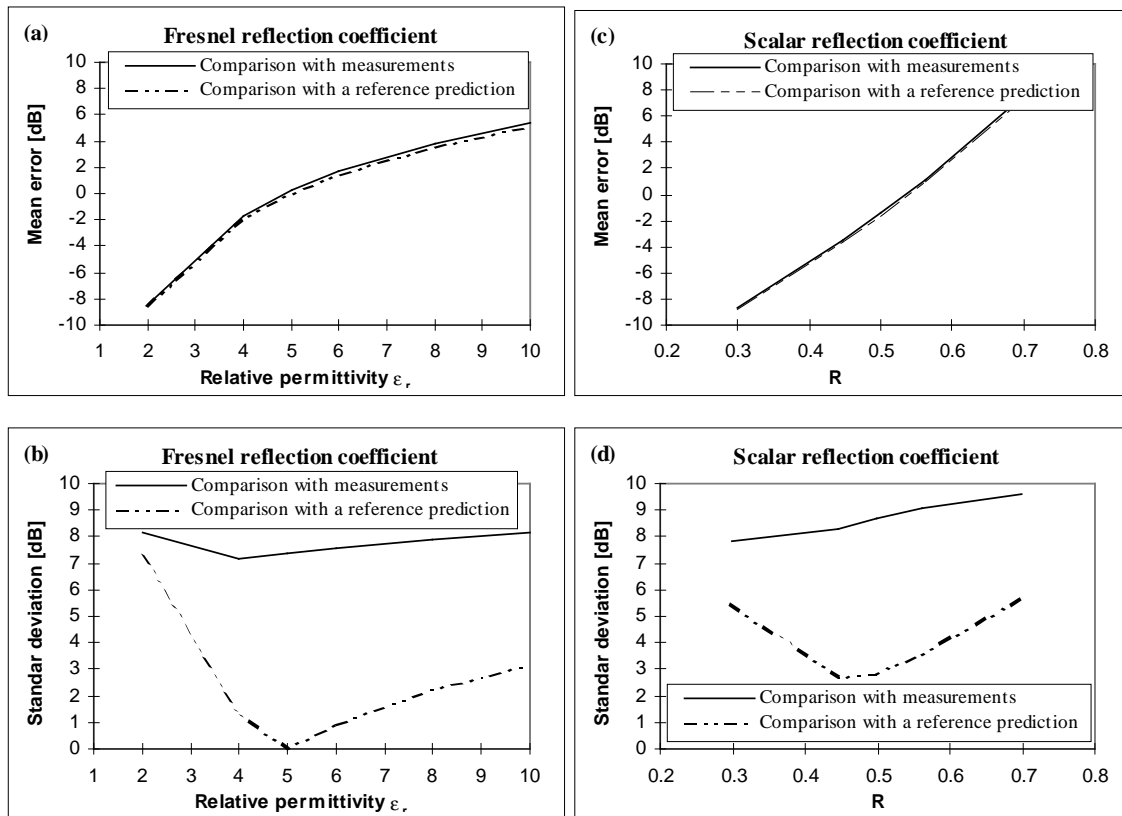 (a)
Fresnel reflection coefficient
Comparison with measurements
Comparison with a reference prediction
Mean error [dB]
10
8
6
4
2
0
-2
-4
-6
-8
-10
1 2 3 4 5 6 7 8 9 10
Relative permittivity εr
(c)
Scalar reflection coefficient
Comparison with measurements
Comparison with a reference prediction
Mean error [dB]
10
8
6
4
2
0
-2
-4
-6
-8
-10
0.2 0.3 0.4 0.5 0.6 0.7 0.8
R
(b)
Fresnel reflection coefficient
Comparison with measurements
Comparison with a reference prediction
Standar deviation [dB]
10
9
8
7
6
5
4
3
2
1
0
1 2 3 4 5 6 7 8 9 10
Relative permittivity εr
(d)
Scalar reflection coefficient
Standar deviation [dB]
10
9
8
7
6
5
4
3
2
1
0
Comparison with measurements
Comparison with a reference prediction
0.2 0.3 0.4 0.5 0.6 0.7 0.8
R